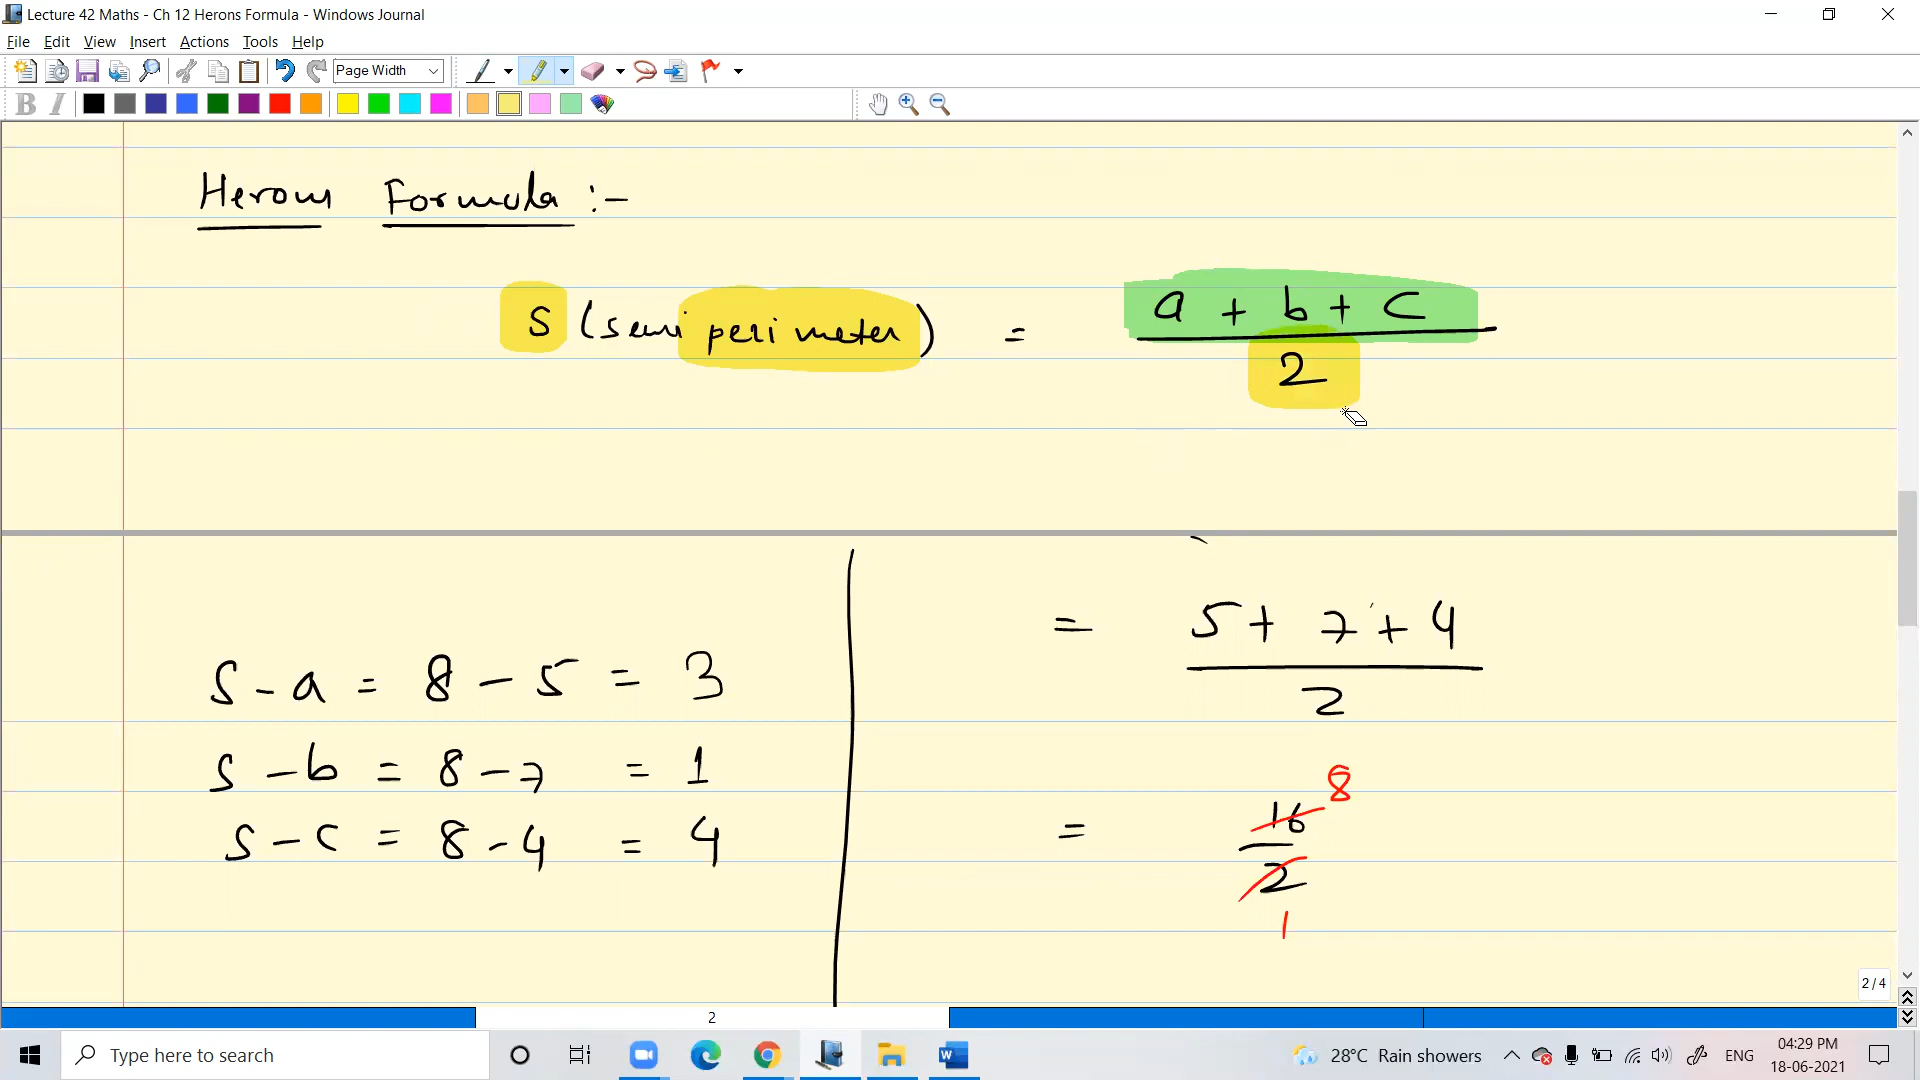 Lecture 42 Maths - Ch 12 Herons Formula - Windows Journal
File Edit View Insert Actions Tools Help
Page Width
B I
Herons Formula :-
S (semi perimeter) = a + b + c
2
= 5 + 7 + 4
2
S - a = 8 - 5 = 3
S - b = 8 - 7 = 1
8
= 16
2
1
S - c = 8 - 4 = 4
2 / 4
2
Type here to search
28°C Rain showers
ENG
04:29 PM
18-06-2021